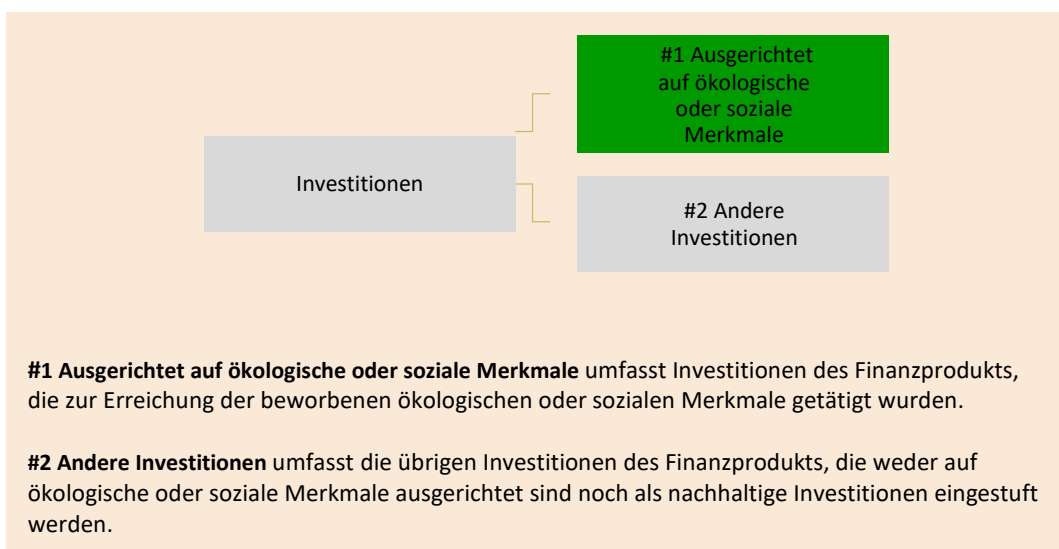 #1 Ausgerichtet
auf ökologische
oder soziale
Merkmale
Investitionen
#2 Andere
Investitionen
#1 Ausgerichtet auf ökologische oder soziale Merkmale umfasst Investitionen des Finanzprodukts,
die zur Erreichung der beworbenen ökologischen oder sozialen Merkmale getätigt wurden.
#2 Andere Investitionen umfasst die übrigen Investitionen des Finanzprodukts, die weder auf
ökologische oder soziale Merkmale ausgerichtet sind noch als nachhaltige Investitionen eingestuft
werden.